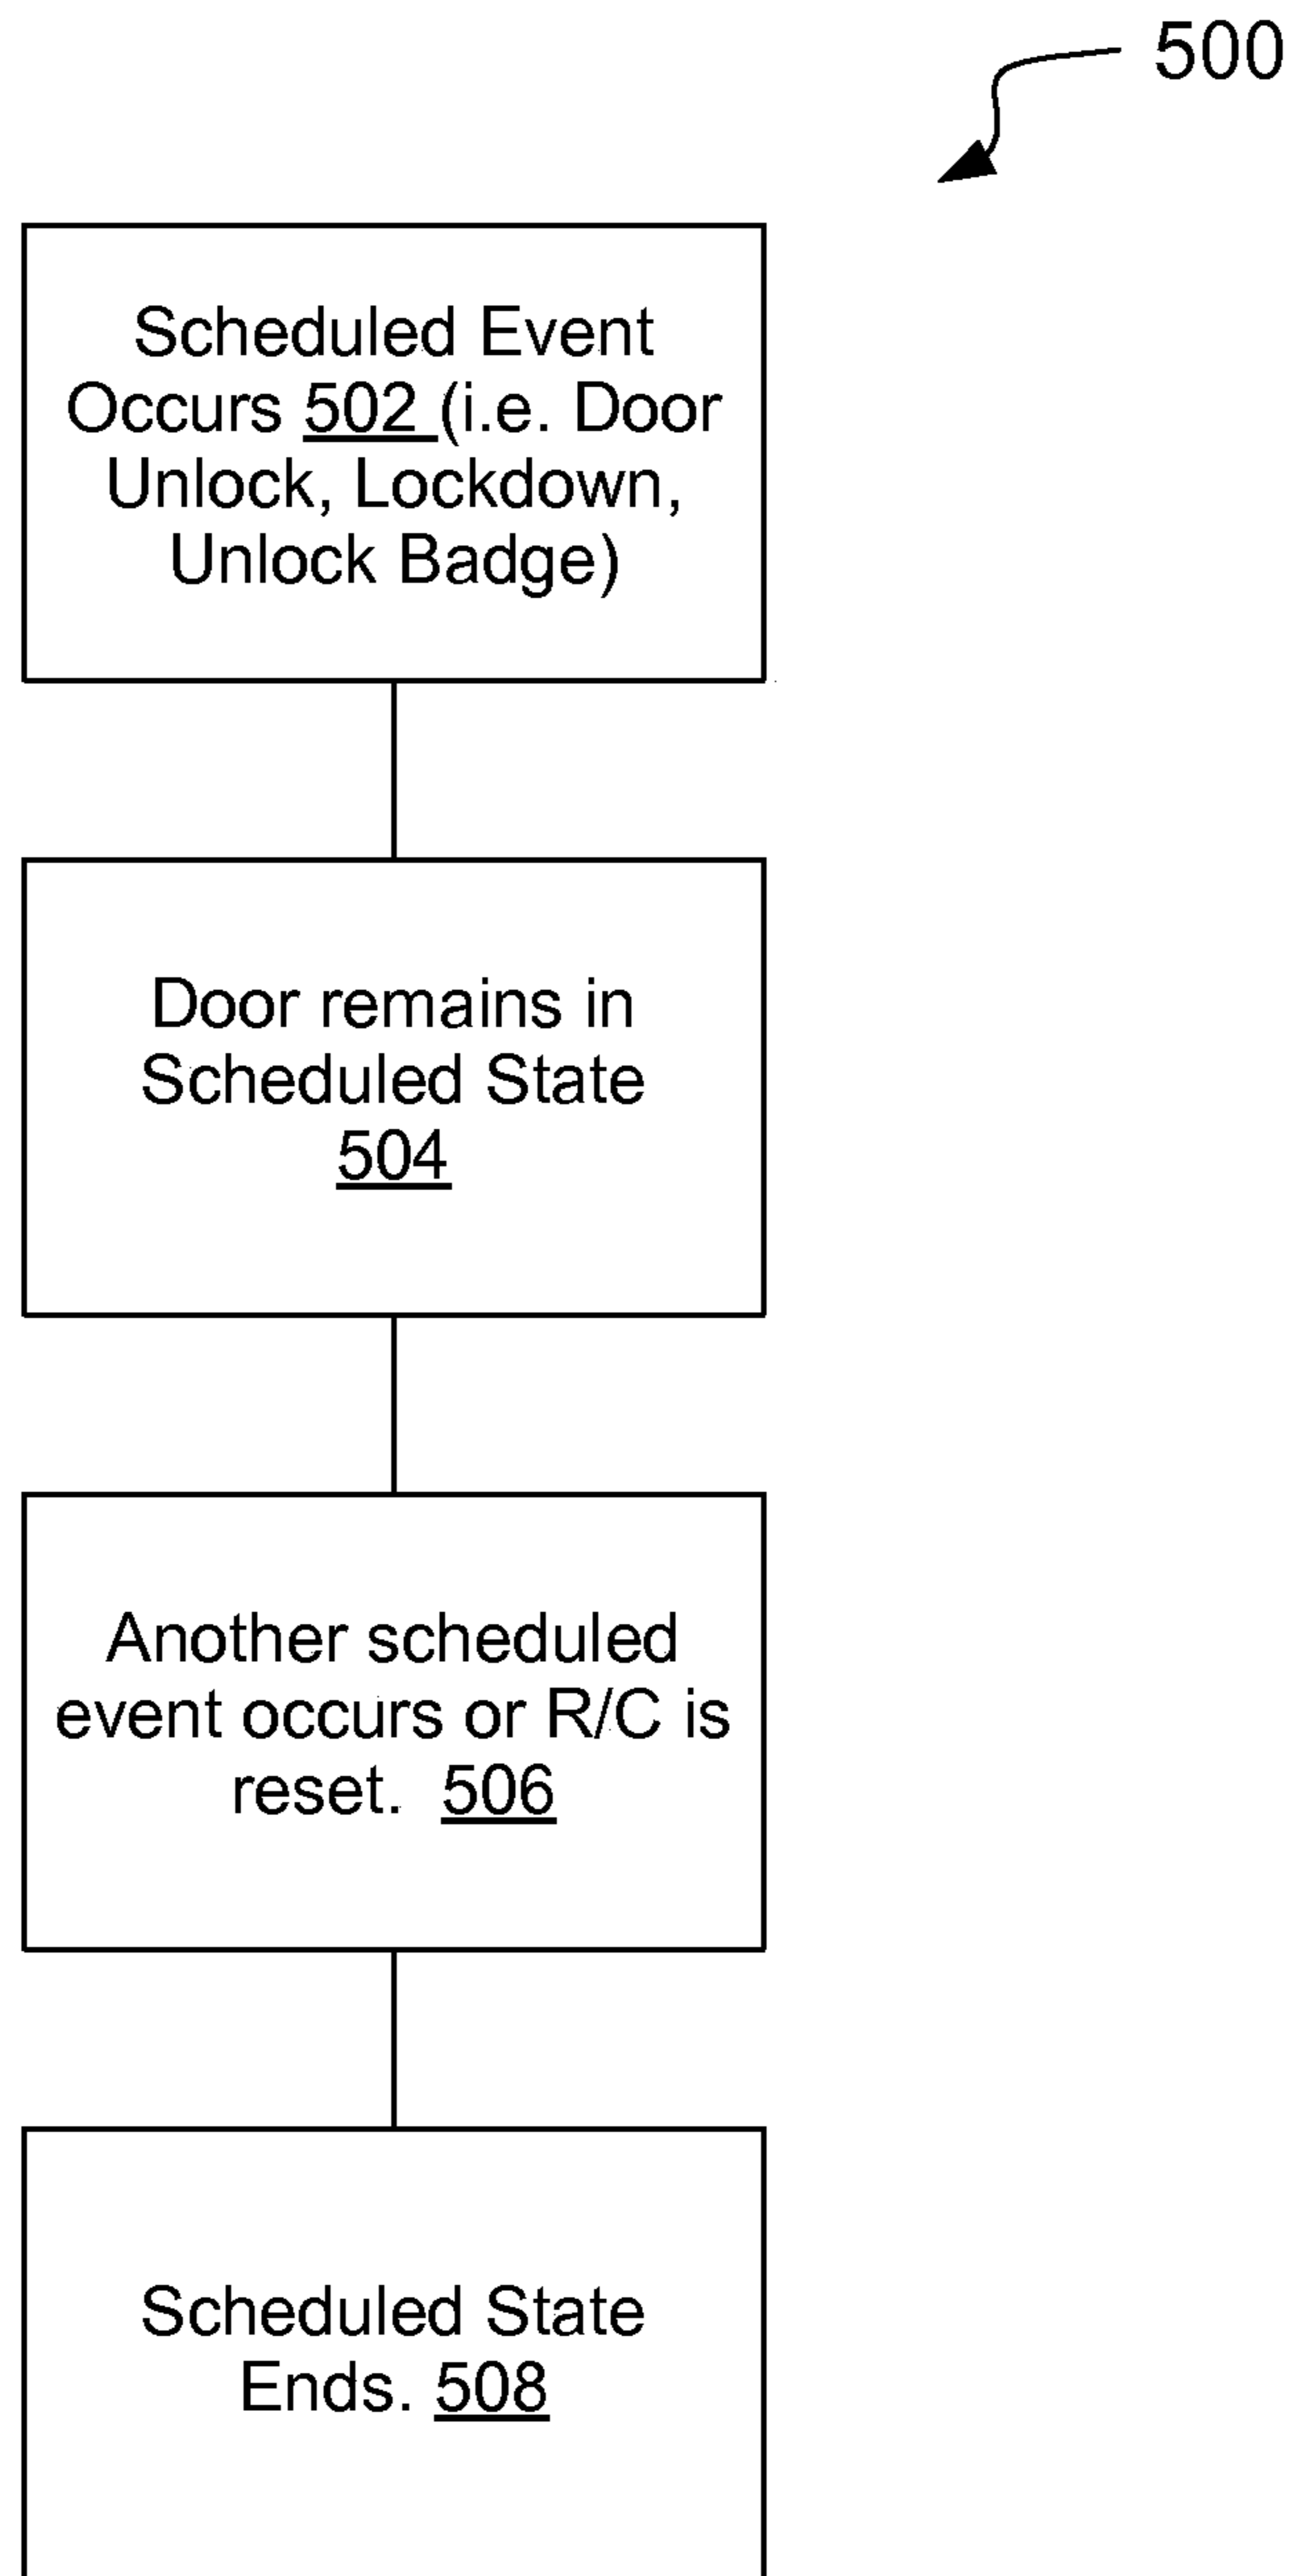 500
Scheduled Event
Occurs 502 (i.e. Door
Unlock, Lockdown,
Unlock Badge)
Door remains in
Scheduled State
504
Another scheduled
event occurs or R/C is
reset. 506
Scheduled State
Ends. 508